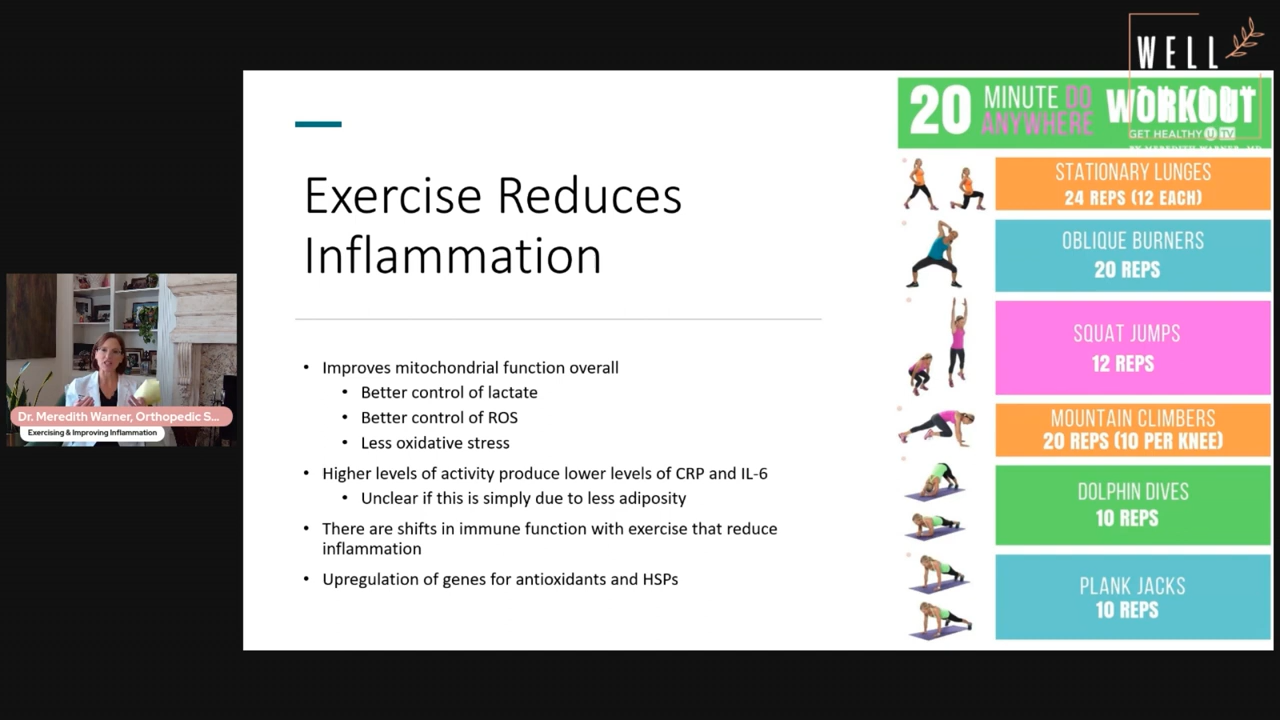 WELL
20 MINUTE DO ANYWHERE WORKOUT
GET HEALTHY U TV
BY MEREDITH WARNER, MD
Exercise Reduces
Inflammation
• Improves mitochondrial function overall
• Better control of lactate
• Better control of ROS
• Less oxidative stress
• Higher levels of activity produce lower levels of CRP and IL-6
• Unclear if this is simply due to less adiposity
• There are shifts in immune function with exercise that reduce
inflammation
• Upregulation of genes for antioxidants and HSPs
STATIONARY LUNGES
24 REPS (12 EACH)
OBLIQUE BURNERS
20 REPS
SQUAT JUMPS
12 REPS
MOUNTAIN CLIMBERS
20 REPS (10 PER KNEE)
DOLPHIN DIVES
10 REPS
PLANK JACKS
10 REPS
Dr. Meredith Warner, Orthopedic S...
Exercising & Improving Inflammation